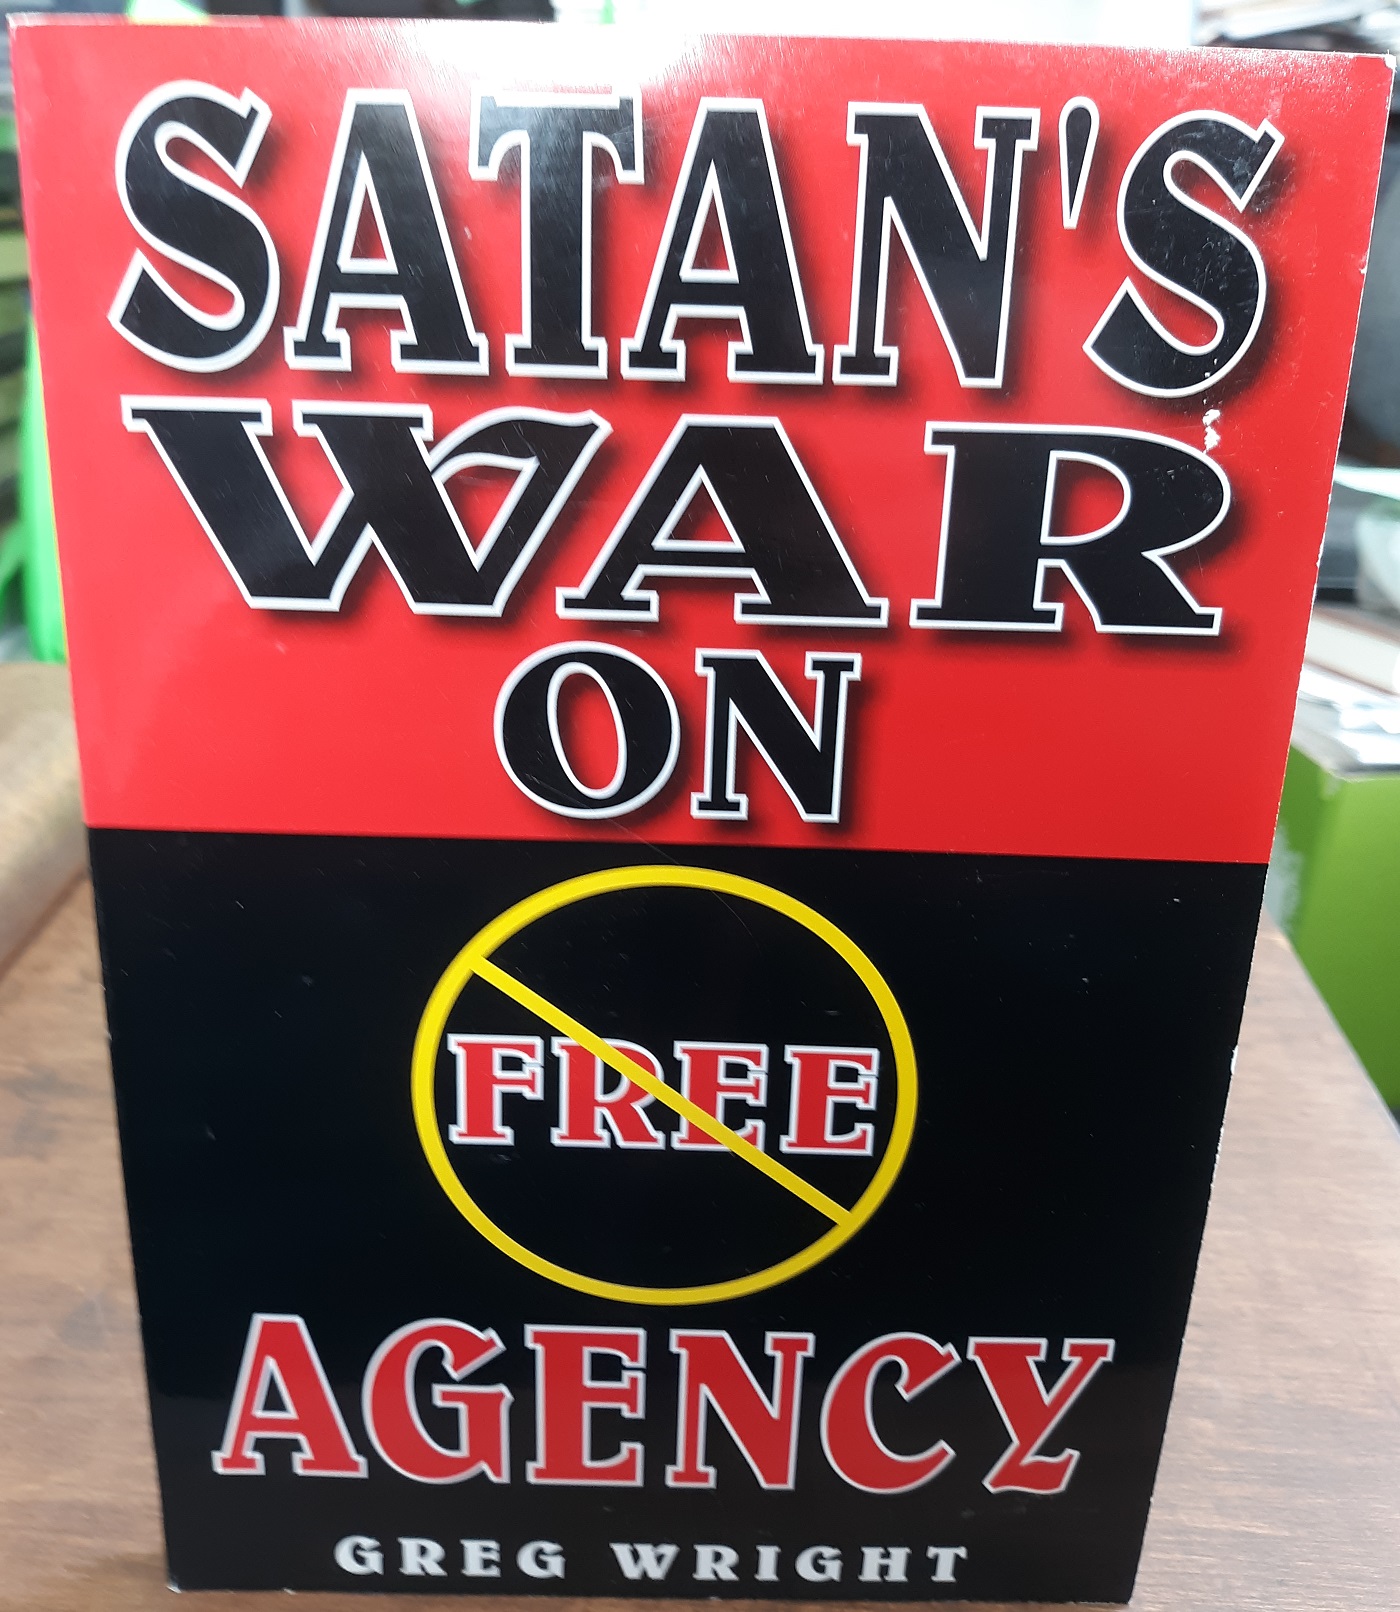 SATAN'S
WAR
ON
FREE
AGENCY
GREG WRIGHT